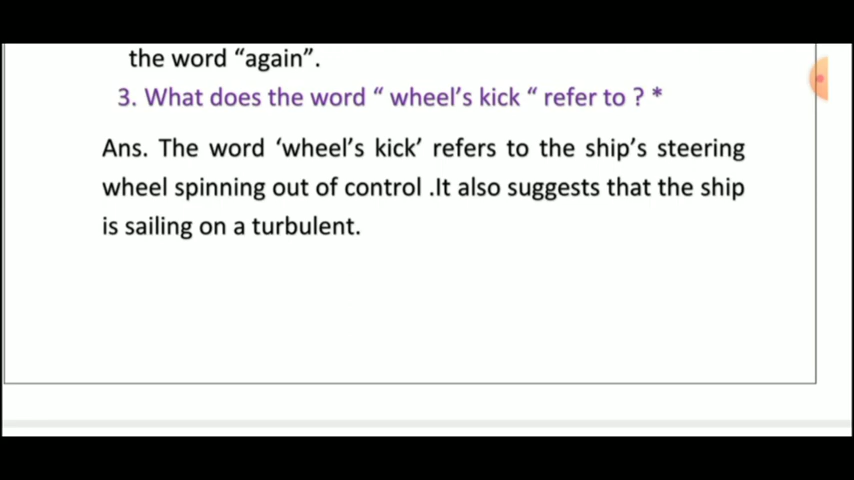 the word “again”.
3. What does the word “ wheel’s kick “ refer to ? *
Ans. The word ‘wheel’s kick’ refers to the ship’s steering
wheel spinning out of control .It also suggests that the ship
is sailing on a turbulent.